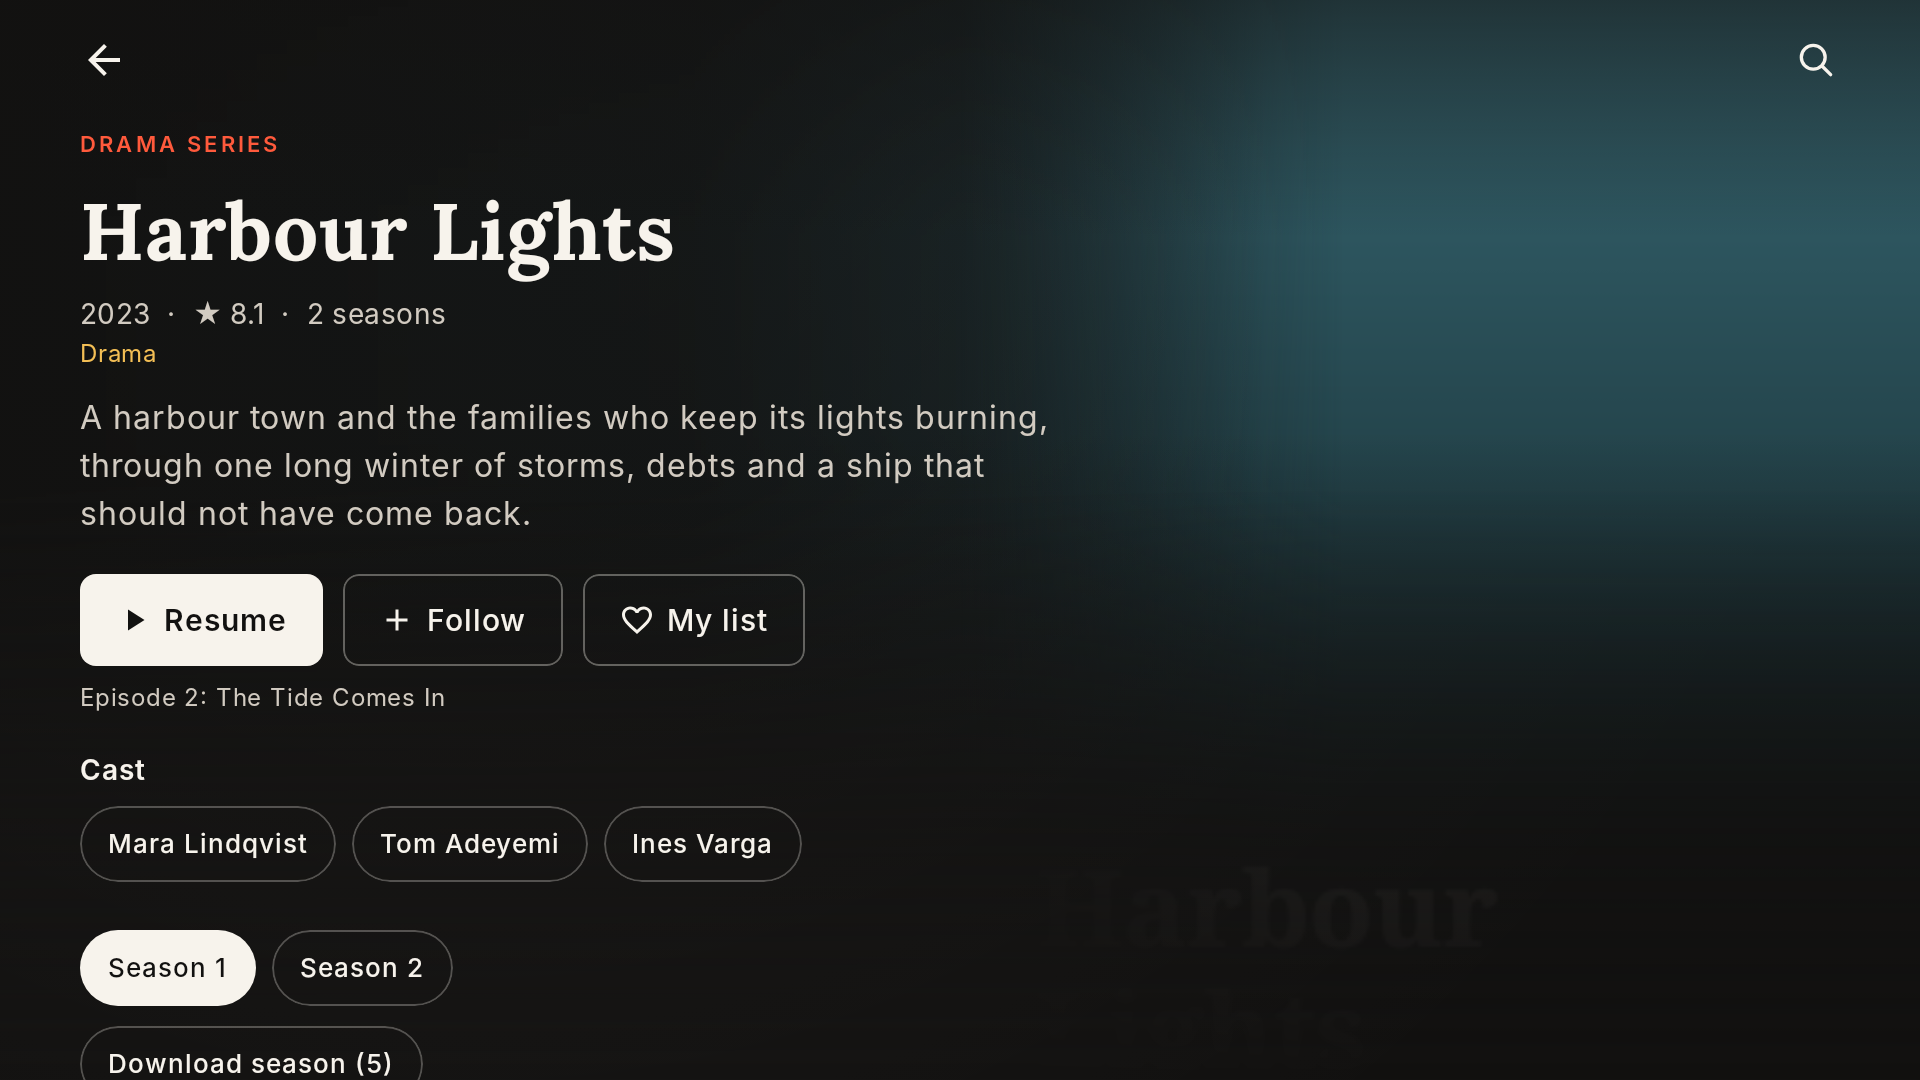 DRAMA SERIES
Harbour Lights
2023 · ★ 8.1 · 2 seasons
Drama
A harbour town and the families who keep its lights burning,
through one long winter of storms, debts and a ship that
should not have come back.
Resume
Follow
My list
Episode 2: The Tide Comes In
Cast
Mara Lindqvist
Tom Adeyemi
Ines Varga
Harbour
Lights
Season 1
Season 2
Download season (5)